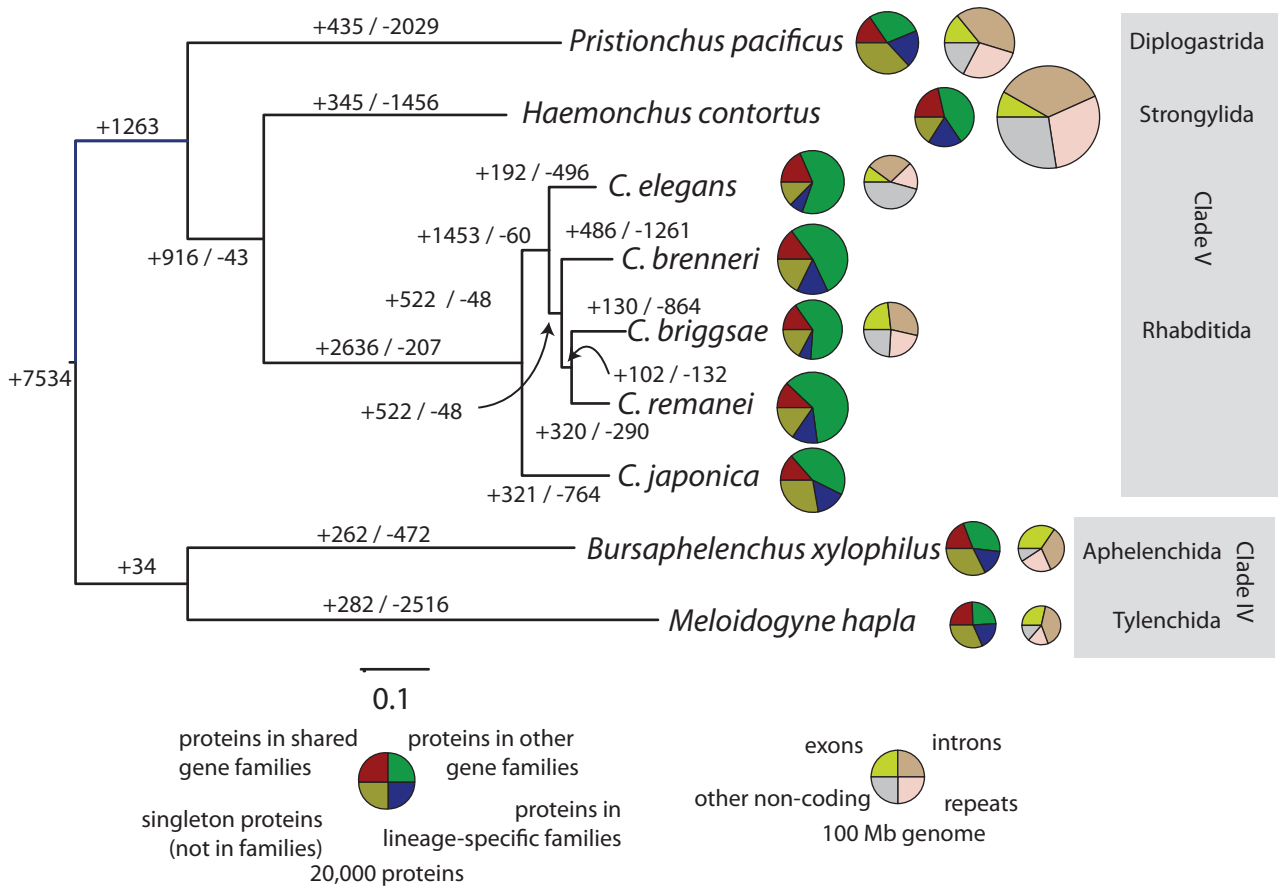 +435 / -2029
Pristionchus pacificus
Diplogastrida
+345 / -1456
Haemonchus contortus
Strongylida
+1263
+192 / -496
C. elegans
+1453 / -60
+486 / -1261
C. brenneri
Clade V
+916 / -43
+522 / -48
+130 / -864
C. briggsae
Rhabditida
+2636 / -207
+7534
+102 / -132
+522 / -48
C. remanei
+320 / -290
C. japonica
+321 / -764
+262 / -472
Bursaphelenchus xylophilus
Aphelenchida
Clade IV
+34
+282 / -2516
Meloidogyne hapla
Tylenchida
0.1
proteins in shared
gene families
proteins in other
gene families
singleton proteins
(not in families)
proteins in
lineage-specific families
20,000 proteins
exons
introns
other non-coding
repeats
100 Mb genome